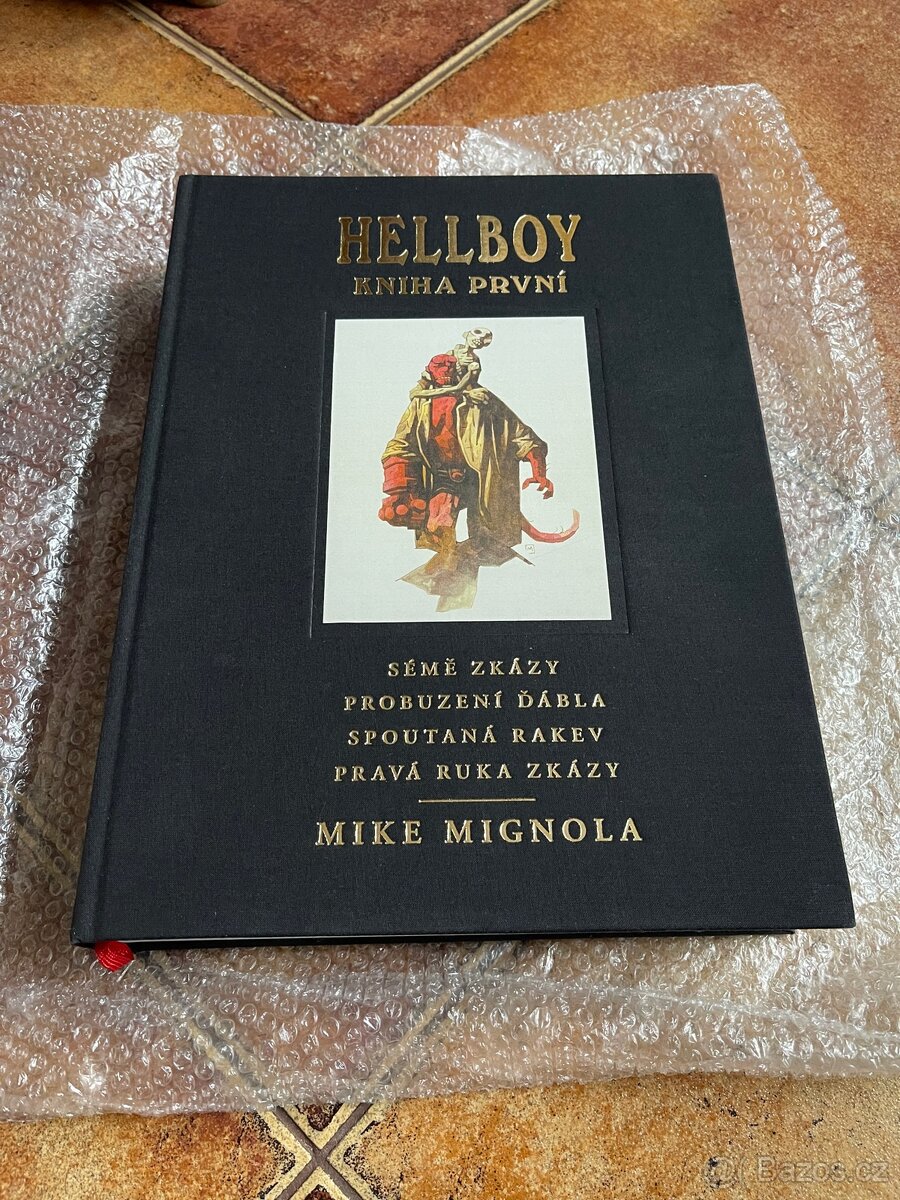 HELLBOY
KNIHA PRVNÍ
SÉMĚ ZKÁZY
PROBUZENÍ ĎÁBLA
SPOUTANÁ RAKEV
PRAVÁ RUKA ZKÁZY
MIKE MIGNOLA
Bazos.cz